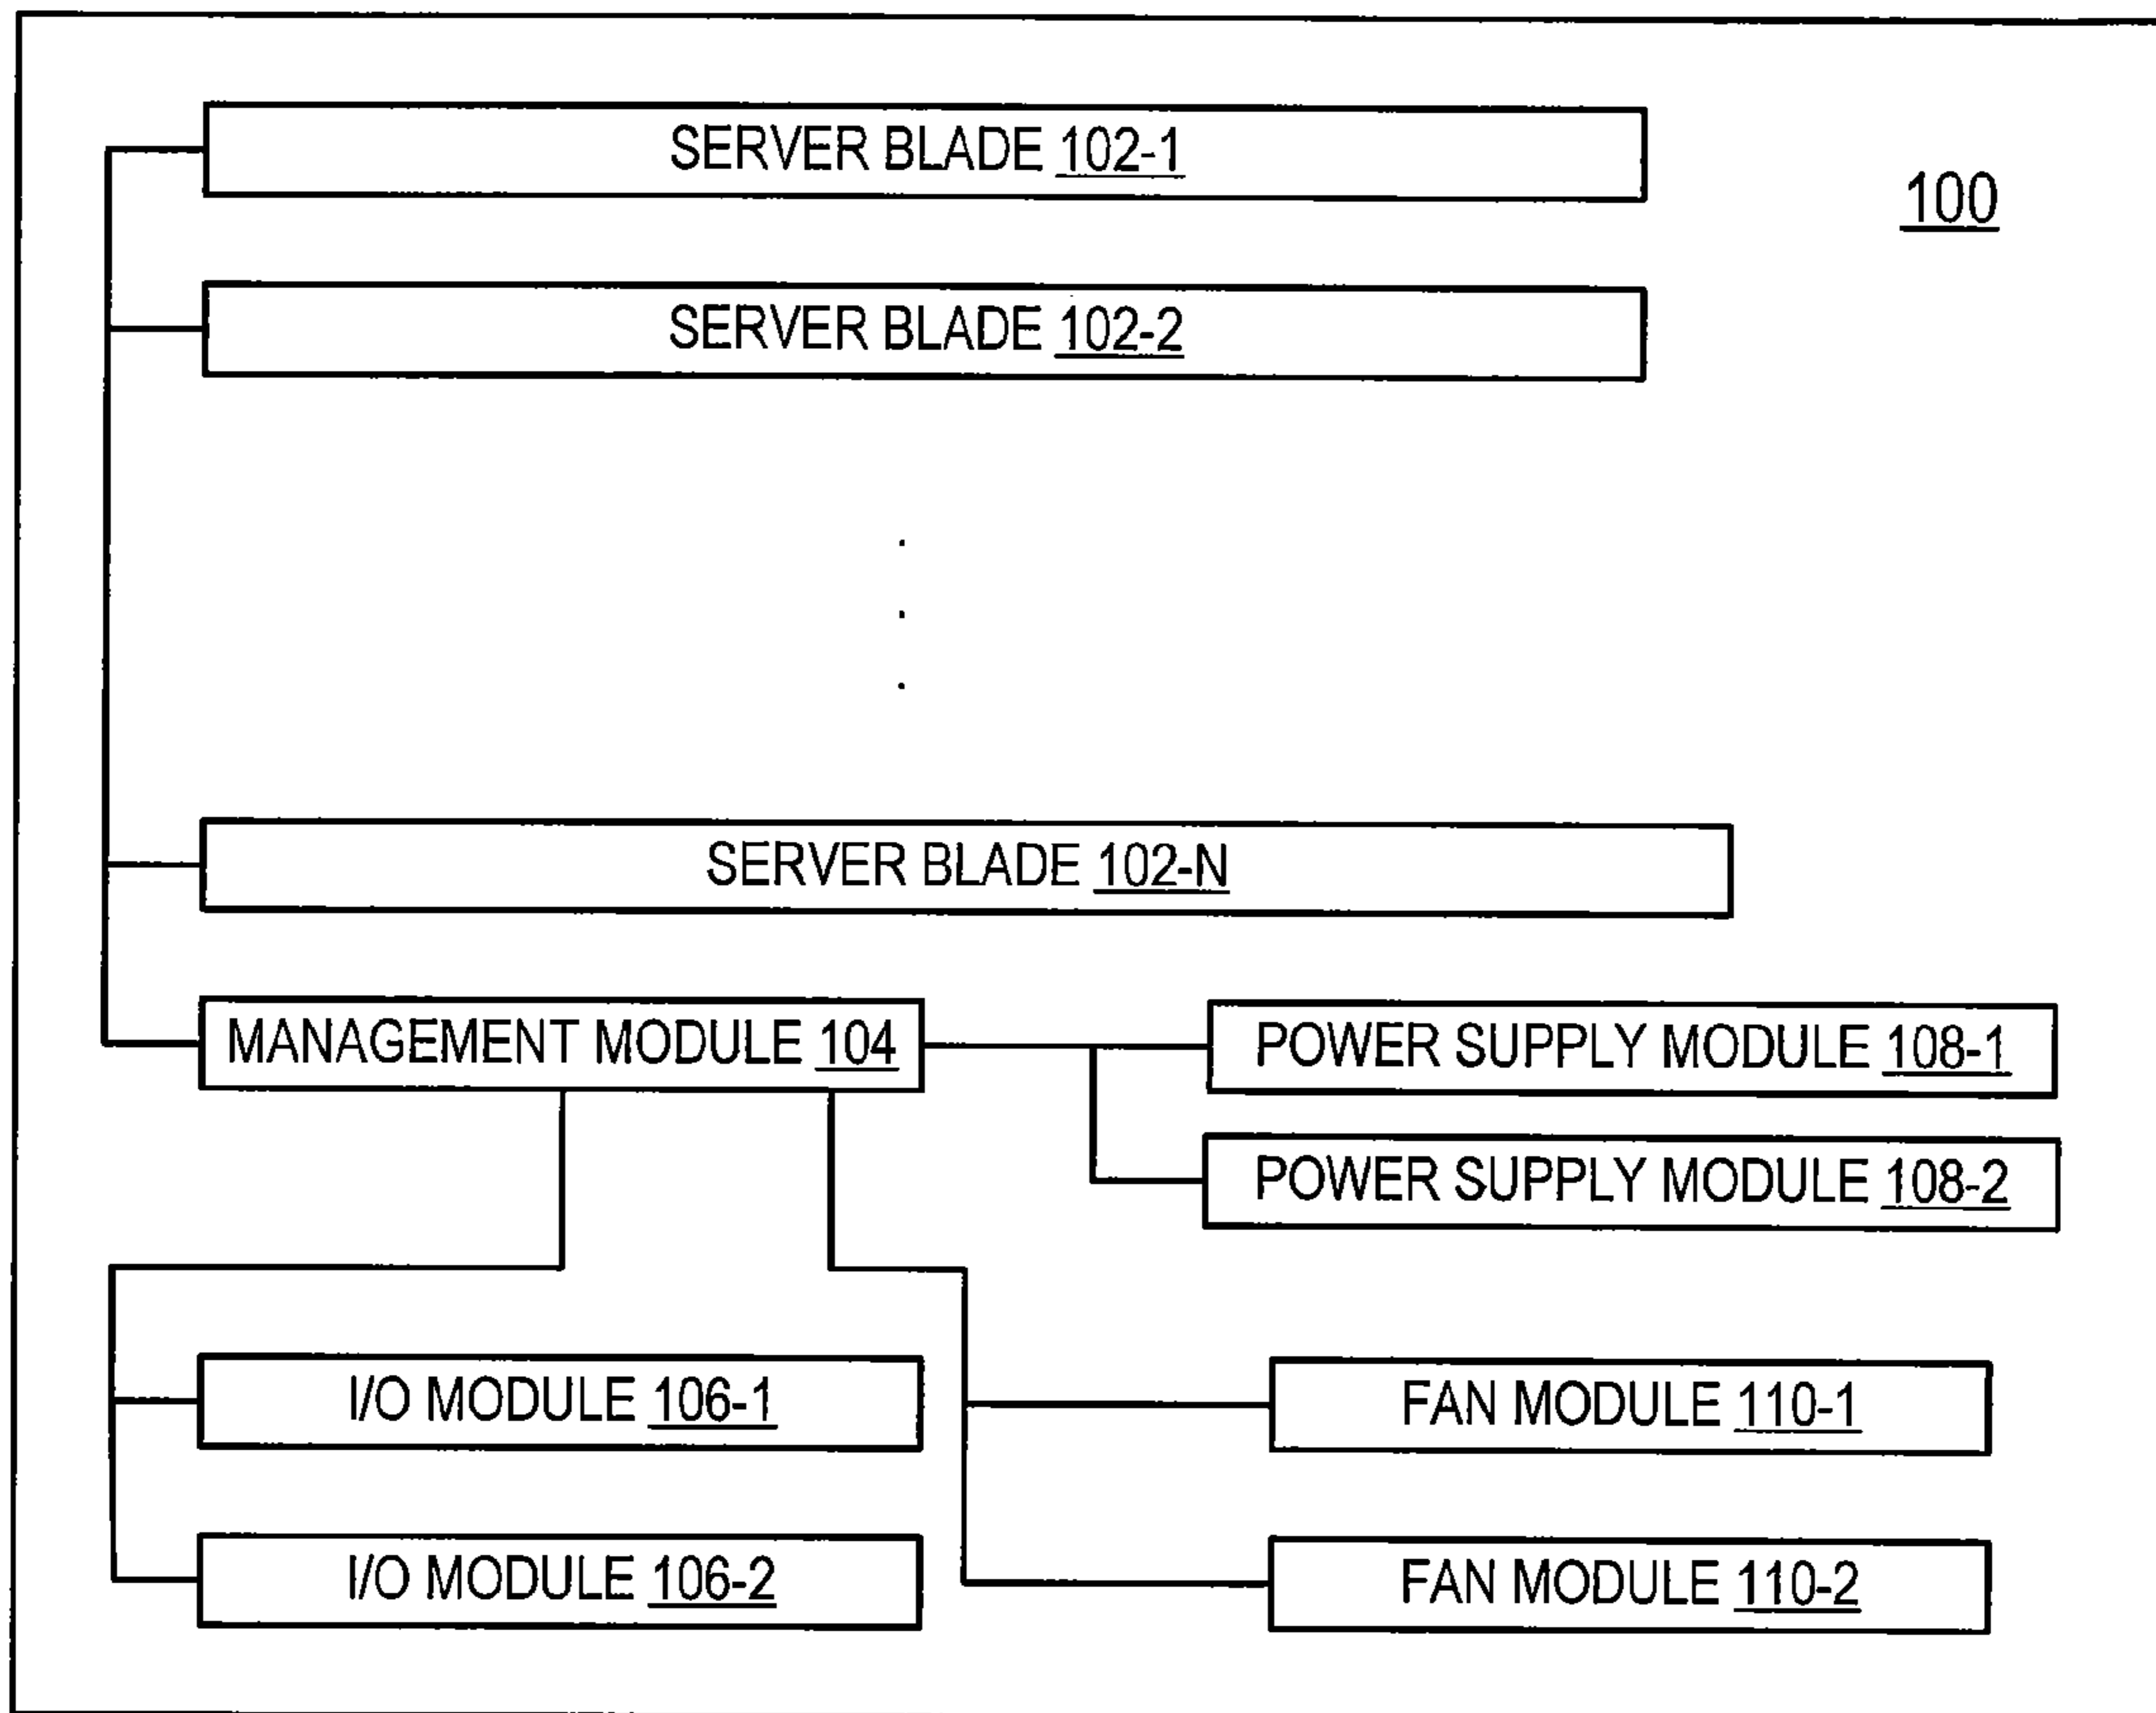 SERVER BLADE 102-1
100
SERVER BLADE 102-2
SERVER BLADE 102-N
MANAGEMENT MODULE 104
POWER SUPPLY MODULE 108-1
POWER SUPPLY MODULE 108-2
I/O MODULE 106-1
FAN MODULE 110-1
I/O MODULE 106-2
FAN MODULE 110-2